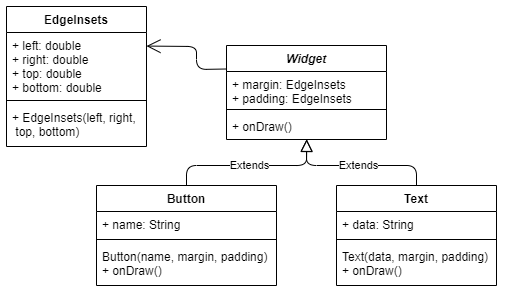 EdgeInsets
+ left: double
+ right: double
+ top: double
+ bottom: double
+ EdgeInsets(left, right,
top, bottom)
Widget
+ margin: EdgeInsets
+ padding: EdgeInsets
+ onDraw()
Extends
Extends
Button
+ name: String
Button(name, margin, padding)
+ onDraw()
Text
+ data: String
Text(data, margin, padding)
+ onDraw()